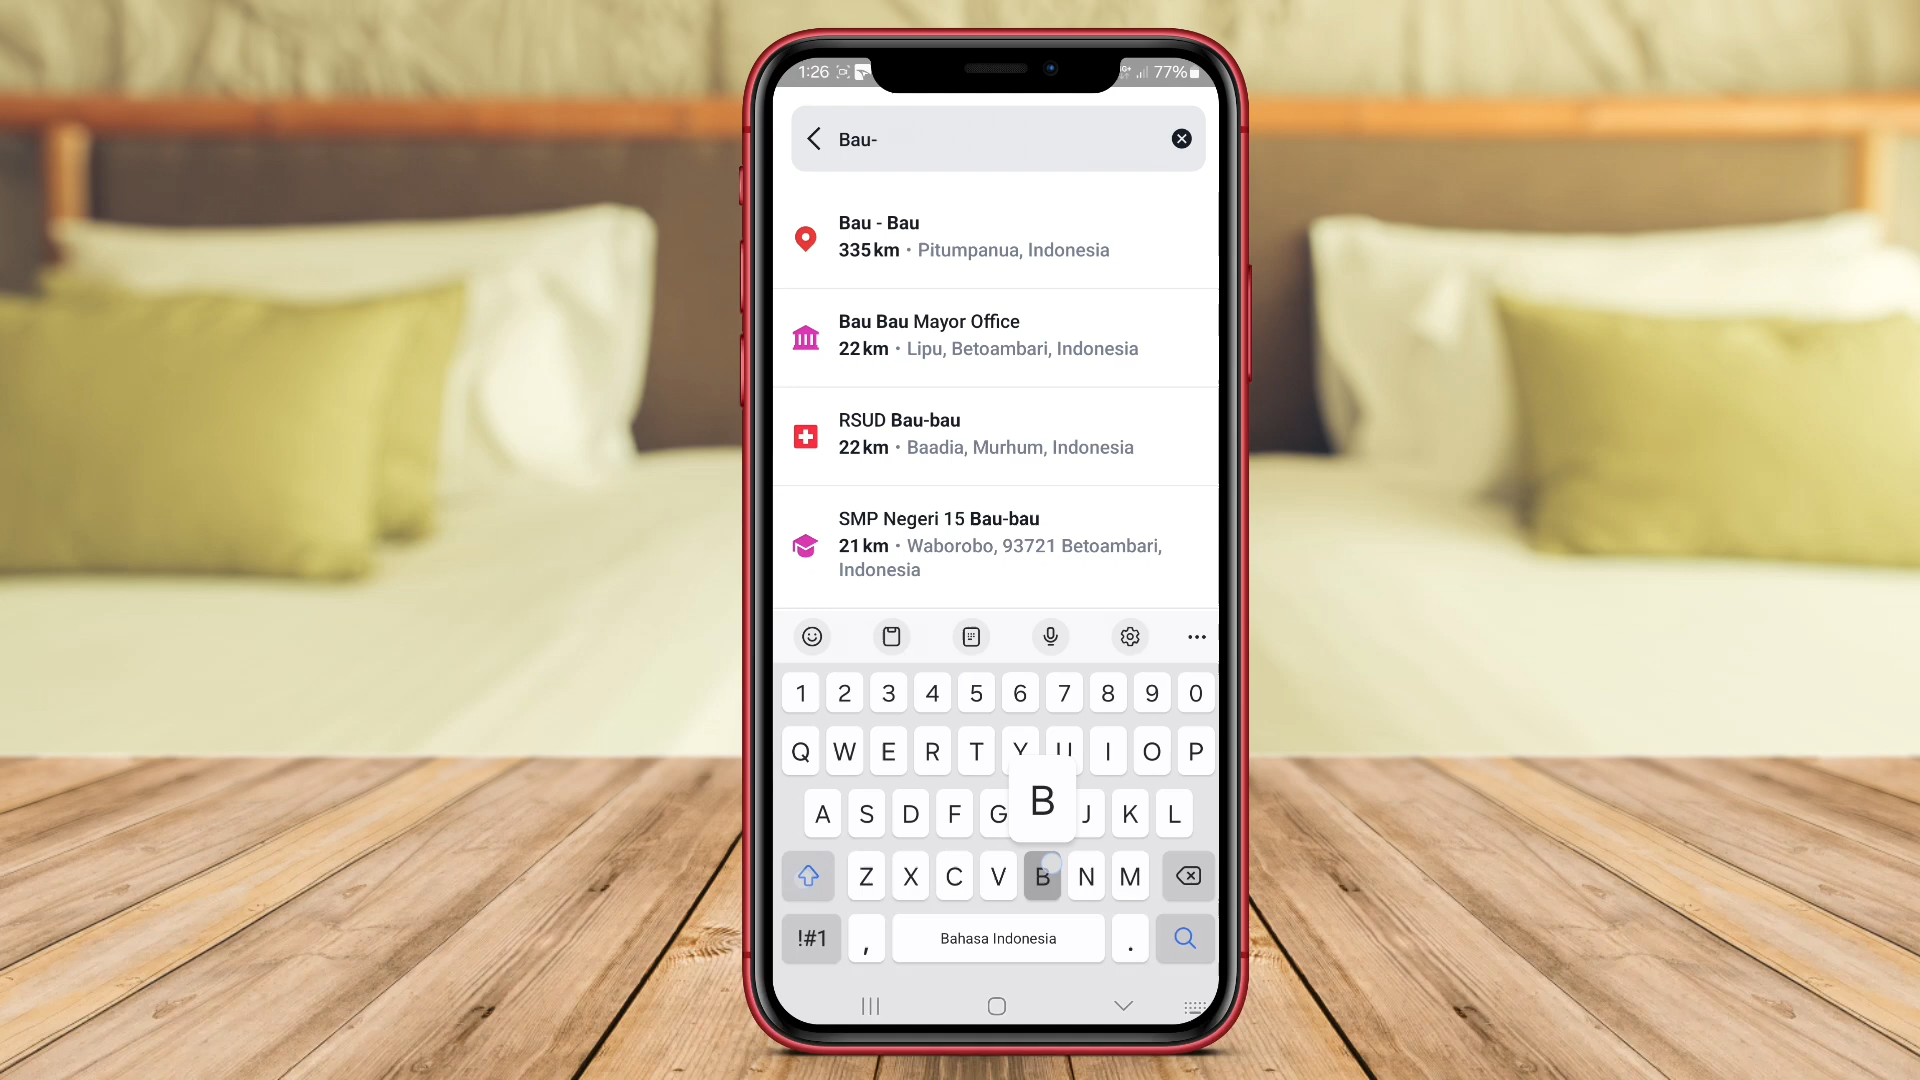 1:26
77%
Bau-
Bau - Bau
335 km · Pitumpanua, Indonesia
Bau Bau Mayor Office
22 km · Lipu, Betoambari, Indonesia
RSUD Bau-bau
22 km · Baadia, Murhum, Indonesia
SMP Negeri 15 Bau-bau
21 km · Waborobo, 93721 Betoambari,
Indonesia
1 2 3 4 5 6 7 8 9 0
Q W E R T Y U I O P
A S D F G B J K L
Z X C V B N M
!#1 , Bahasa Indonesia .